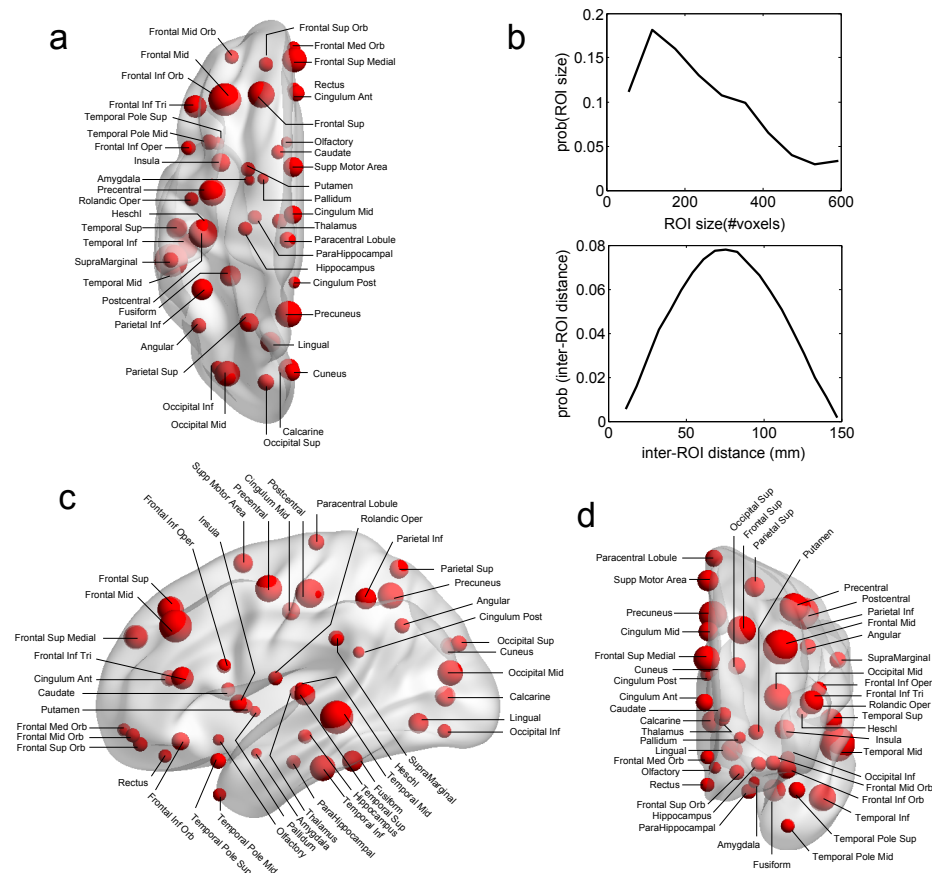 a
Frontal Mid Orb
Frontal Sup Orb
Frontal Mid
Frontal Med Orb
Frontal Sup Medial
Frontal Inf Orb
Rectus
Cingulum Ant
Frontal Inf Tri
Temporal Pole Sup
Frontal Sup
Temporal Pole Mid
Olfactory
Frontal Inf Oper
Caudate
Insula
Supp Motor Area
Amygdala
Putamen
Precentral
Pallidum
Rolandic Oper
Heschl
Cingulum Mid
Temporal Sup
Thalamus
Temporal Inf
Paracentral Lobule
SupraMarginal
ParaHippocampal
Hippocampus
Temporal Mid
Cingulum Post
Postcentral
Fusiform
Parietal Inf
Precuneus
Angular
Lingual
Parietal Sup
Cuneus
Occipital Inf
Occipital Mid
Calcarine
Occipital Sup
b
prob(ROI size)
0.2
0.15
0.1
0.05
0
0 200 400 600
ROI size(#voxels)
prob (inter-ROI distance)
0.08
0.06
0.04
0.02
0
0 50 100 150
inter-ROI distance (mm)
c
Supp Motor Area
Precentral
Cingulum Mid
Postcentral
Paracentral Lobule
Insula
Rolandic Oper
Frontal Inf Oper
Parietal Inf
Parietal Sup
Frontal Sup
Precuneus
Frontal Mid
Angular
Cingulum Post
Frontal Sup Medial
Occipital Sup
Cuneus
Frontal Inf Tri
Occipital Mid
Cingulum Ant
Caudate
Calcarine
Putamen
Frontal Med Orb
Lingual
Frontal Mid Orb
Occipital Inf
Frontal Sup Orb
Rectus
Frontal Inf Orb
Temporal Pole Sup
Temporal Pole Mid
Olfactory
Pallidum
Amygdala
Thalamus
ParaHippocampal
Temporal Inf
Hippocampus
Temporal Sup
Fusiform
Heschl
Temporal Mid
SupraMarginal
d
Occipital Sup
Frontal Sup
Parietal Sup
Putamen
Paracentral Lobule
Supp Motor Area
Precentral
Postcentral
Precuneus
Parietal Inf
Frontal Mid
Cingulum Mid
Angular
Frontal Sup Medial
SupraMarginal
Cuneus
Occipital Mid
Cingulum Post
Frontal Inf Oper
Cingulum Ant
Frontal Inf Tri
Caudate
Rolandic Oper
Calcarine
Temporal Sup
Thalamus
Heschl
Pallidum
Insula
Lingual
Temporal Mid
Frontal Med Orb
Olfactory
Occipital Inf
Rectus
Frontal Mid Orb
Frontal Sup Orb
Frontal Inf Orb
Hippocampus
Temporal Inf
ParaHippocampal
Temporal Pole Sup
Amygdala
Temporal Pole Mid
Fusiform